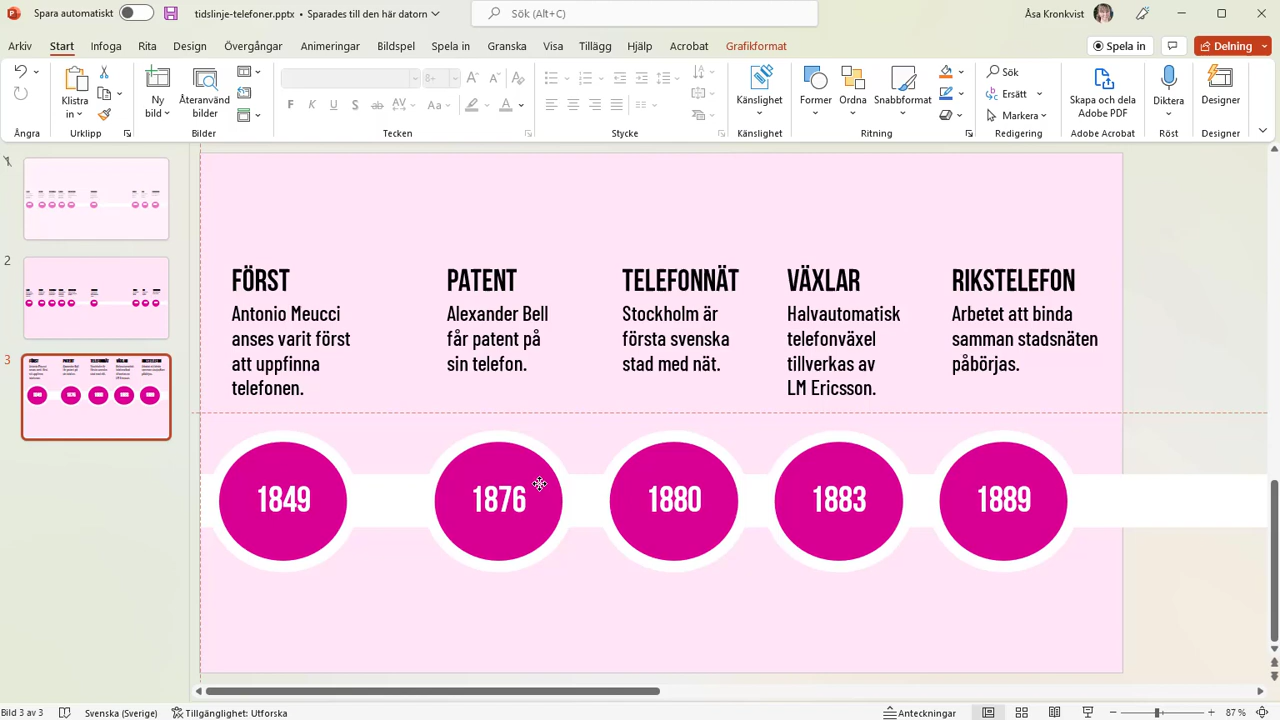 Spara automatiskt
tidslinje-telefoner.pptx • Sparades till den här datorn
Sök (Alt+C)
Åsa Kronkvist
Arkiv Start Infoga Rita Design Övergångar Animeringar Bildspel Spela in Granska Visa Tillägg Hjälp Acrobat Grafikformat
Spela in
Delning
Klistra in
Ny bild
Återanvänd bilder
8+
Former
Ordna
Snabbformat
Sök
Ersätt
Markera
Känslighet
Skapa och dela Adobe PDF
Diktera
Designer
Ångra Urklipp Bilder Tecken Stycke Känslighet Ritning Redigering Adobe Acrobat Röst Designer
1
2
3
FÖRST
Antonio Meucci
anses varit först
att uppfinna
telefonen.
PATENT
Alexander Bell
får patent på
sin telefon.
TELEFONNÄT
Stockholm är
första svenska
stad med nät.
VÄXLAR
Halvautomatisk
telefonväxel
tillverkas av
LM Ericsson.
RIKSTELEFON
Arbetet att binda
samman stadsnäten
påbörjas.
1849 1876 1880 1883 1889
Bild 3 av 3 Svenska (Sverige) Tillgänglighet: Utforska Anteckningar 87 %